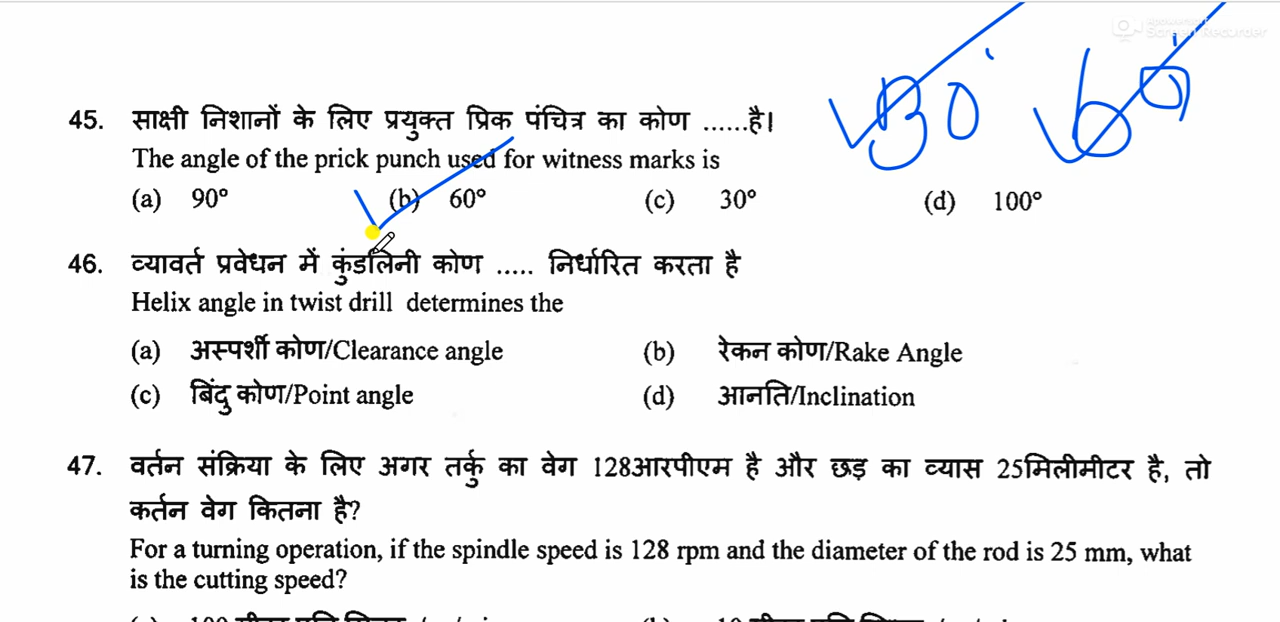 Apowersoft
Screen Recorder
30° 60°
45. साक्षी निशानों के लिए प्रयुक्त प्रिक पंचित्र का कोण ......है।
The angle of the prick punch used for witness marks is
(a) 90° (b) 60° (c) 30° (d) 100°
46. व्यावर्त प्रवेधन में कुंडलिनी कोण ..... निर्धारित करता है
Helix angle in twist drill determines the
(a) अस्पर्शी कोण/Clearance angle (b) रेकन कोण/Rake Angle
(c) बिंदु कोण/Point angle (d) आनति/Inclination
47. वर्तन संक्रिया के लिए अगर तर्कु का वेग 128आरपीएम है और छड़ का व्यास 25मिलीमीटर है, तो
कर्तन वेग कितना है?
For a turning operation, if the spindle speed is 128 rpm and the diameter of the rod is 25 mm, what
is the cutting speed?